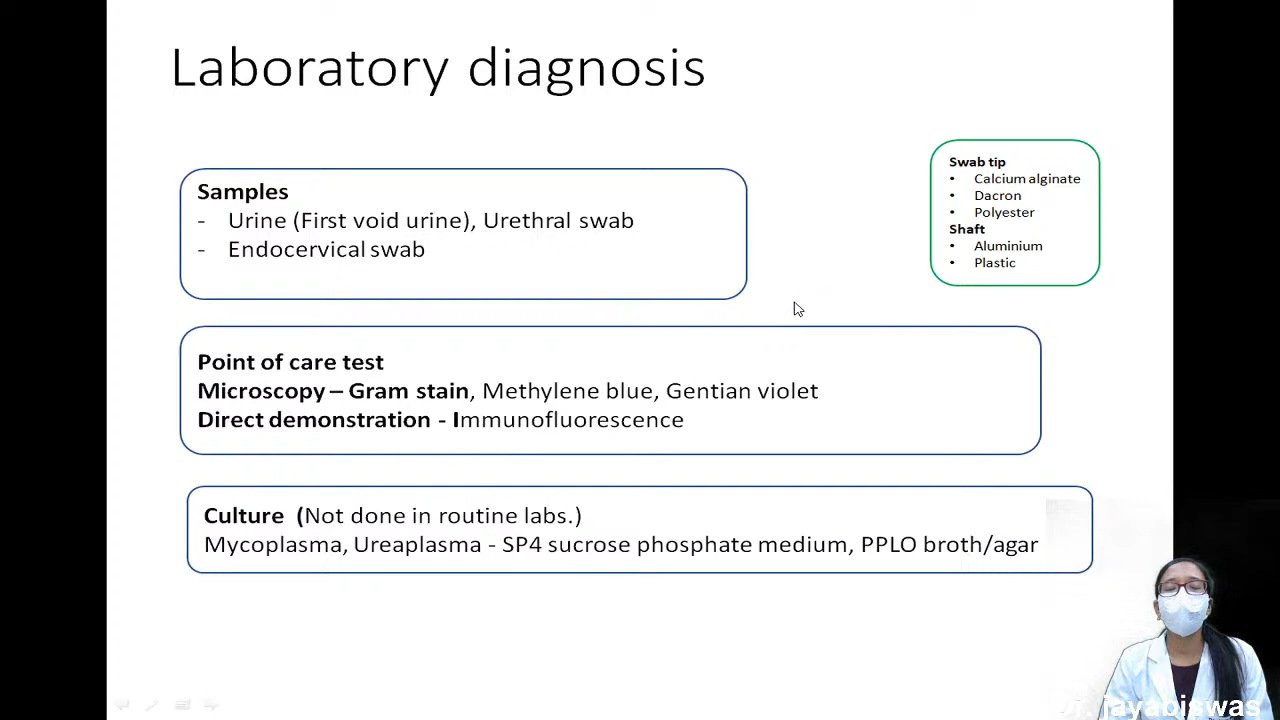 Laboratory diagnosis
Samples
- Urine (First void urine), Urethral swab
- Endocervical swab
Swab tip
• Calcium alginate
• Dacron
• Polyester
Shaft
• Aluminium
• Plastic
Point of care test
Microscopy – Gram stain, Methylene blue, Gentian violet
Direct demonstration - Immunofluorescence
Culture (Not done in routine labs.)
Mycoplasma, Ureaplasma - SP4 sucrose phosphate medium, PPLO broth/agar
jayabiswas